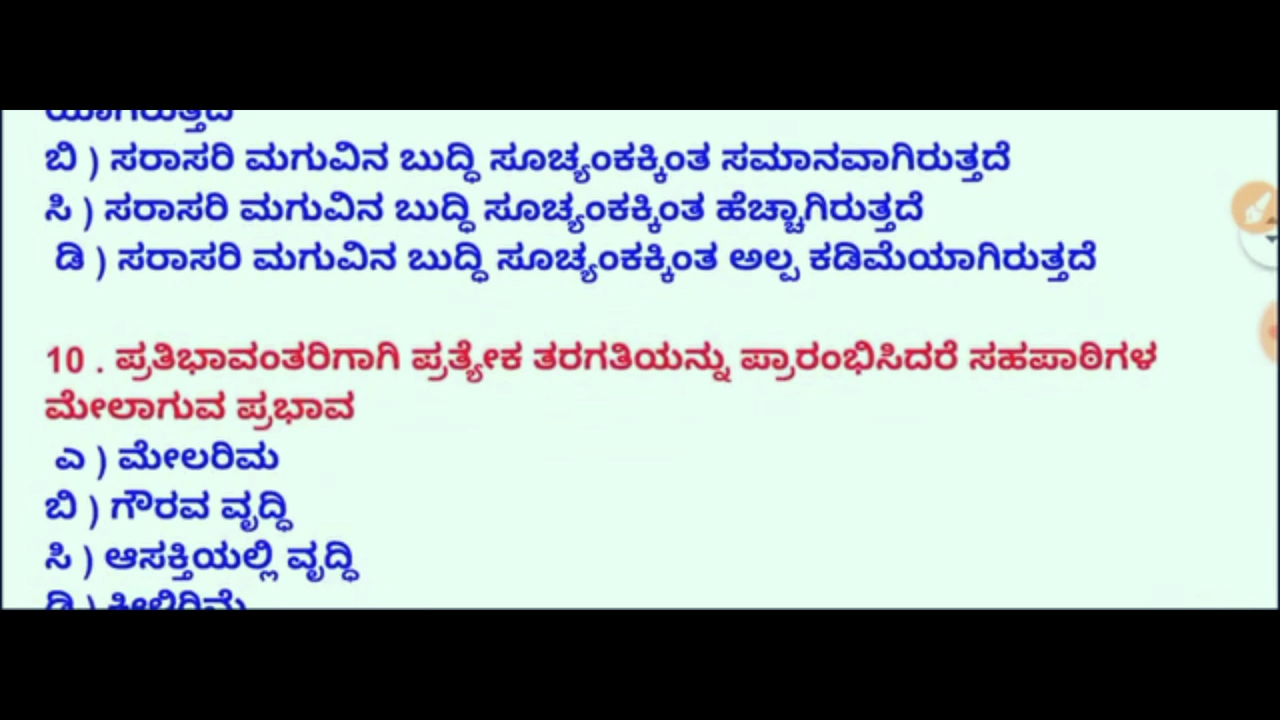 ಬಿ ) ಸರಾಸರಿ ಮಗುವಿನ ಬುದ್ಧಿ ಸೂಚ್ಯಂಕಕ್ಕಿಂತ ಸಮಾನವಾಗಿರುತ್ತದೆ
ಸಿ ) ಸರಾಸರಿ ಮಗುವಿನ ಬುದ್ಧಿ ಸೂಚ್ಯಂಕಕ್ಕಿಂತ ಹೆಚ್ಚಾಗಿರುತ್ತದೆ
ಡಿ ) ಸರಾಸರಿ ಮಗುವಿನ ಬುದ್ಧಿ ಸೂಚ್ಯಂಕಕ್ಕಿಂತ ಅಲ್ಪ ಕಡಿಮೆಯಾಗಿರುತ್ತದೆ
10 . ಪ್ರತಿಭಾವಂತರಿಗಾಗಿ ಪ್ರತ್ಯೇಕ ತರಗತಿಯನ್ನು ಪ್ರಾರಂಭಿಸಿದರೆ ಸಹಪಾಠಿಗಳ
ಮೇಲಾಗುವ ಪ್ರಭಾವ
ಎ ) ಮೇಲರಿಮ
ಬಿ ) ಗೌರವ ವೃದ್ಧಿ
ಸಿ ) ಆಸಕ್ತಿಯಲ್ಲಿ ವೃದ್ಧಿ